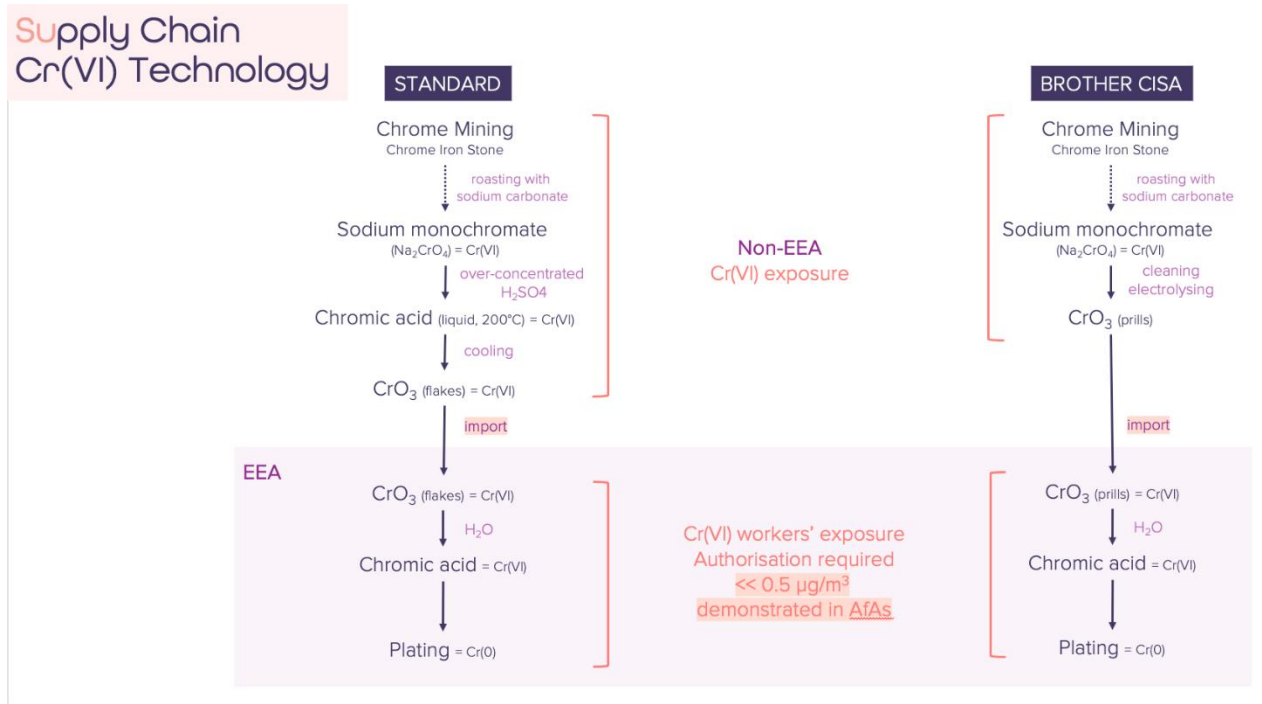 Supply Chain
Cr(VI) Technology
STANDARD
Chrome Mining
Chrome Iron Stone
roasting with
sodium carbonate
Sodium monochromate
(Na₂CrO₄) = Cr(VI)
over-concentrated
H₂SO4
Chromic acid (liquid, 200°C) = Cr(VI)
cooling
CrO₃ (flakes) = Cr(VI)
import
Non-EEA
Cr(VI) exposure
BROTHER CISA
Chrome Mining
Chrome Iron Stone
roasting with
sodium carbonate
Sodium monochromate
(Na₂CrO₄) = Cr(VI)
cleaning
electrolysing
CrO₃ (prills)
import
EEA
CrO₃ (flakes) = Cr(VI)
H₂O
Chromic acid = Cr(VI)
Plating = Cr(0)
Cr(VI) workers’ exposure
Authorisation required
<< 0.5 µg/m³
demonstrated in AfAs
CrO₃ (prills) = Cr(VI)
H₂O
Chromic acid = Cr(VI)
Plating = Cr(0)